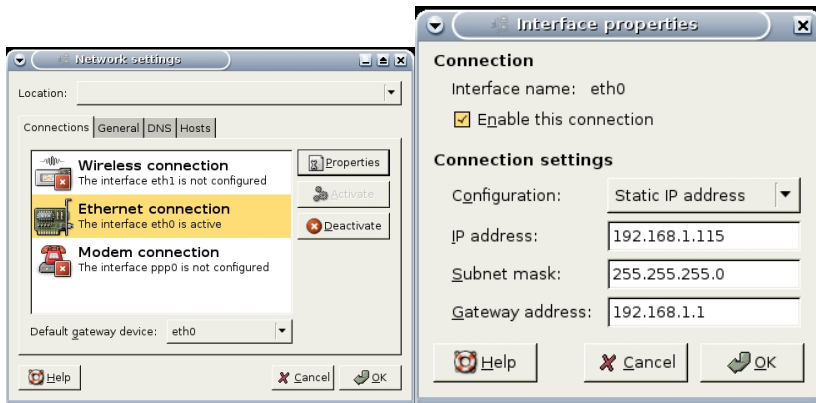 Network settings
Location:
Connections General DNS Hosts
Wireless connection
The interface eth1 is not configured
Ethernet connection
The interface eth0 is active
Modem connection
The interface ppp0 is not configured
Properties
Activate
Deactivate
Default gateway device: eth0
Help Cancel OK
Interface properties
Connection
Interface name: eth0
Enable this connection
Connection settings
Configuration: Static IP address
IP address: 192.168.1.115
Subnet mask: 255.255.255.0
Gateway address: 192.168.1.1
Help Cancel OK